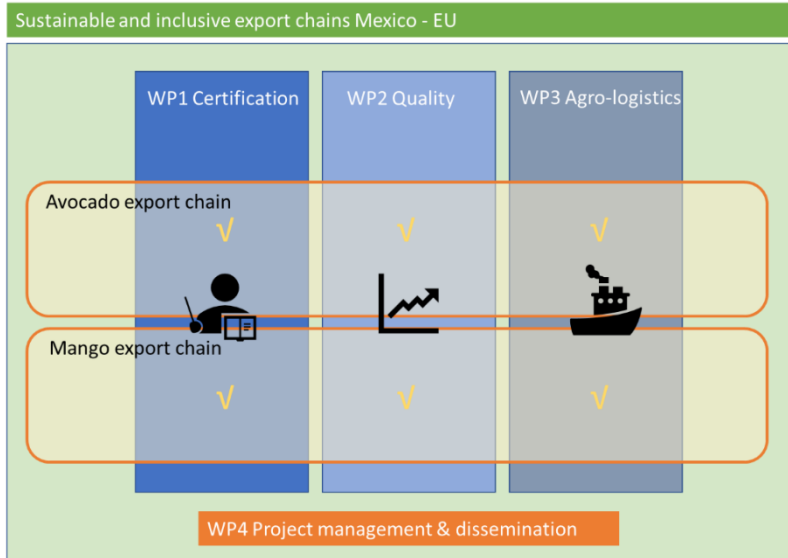 Sustainable and inclusive export chains Mexico - EU
WP1 Certification
WP2 Quality
WP3 Agro-logistics
Avocado export chain
√
√
√
Mango export chain
√
√
√
WP4 Project management & dissemination